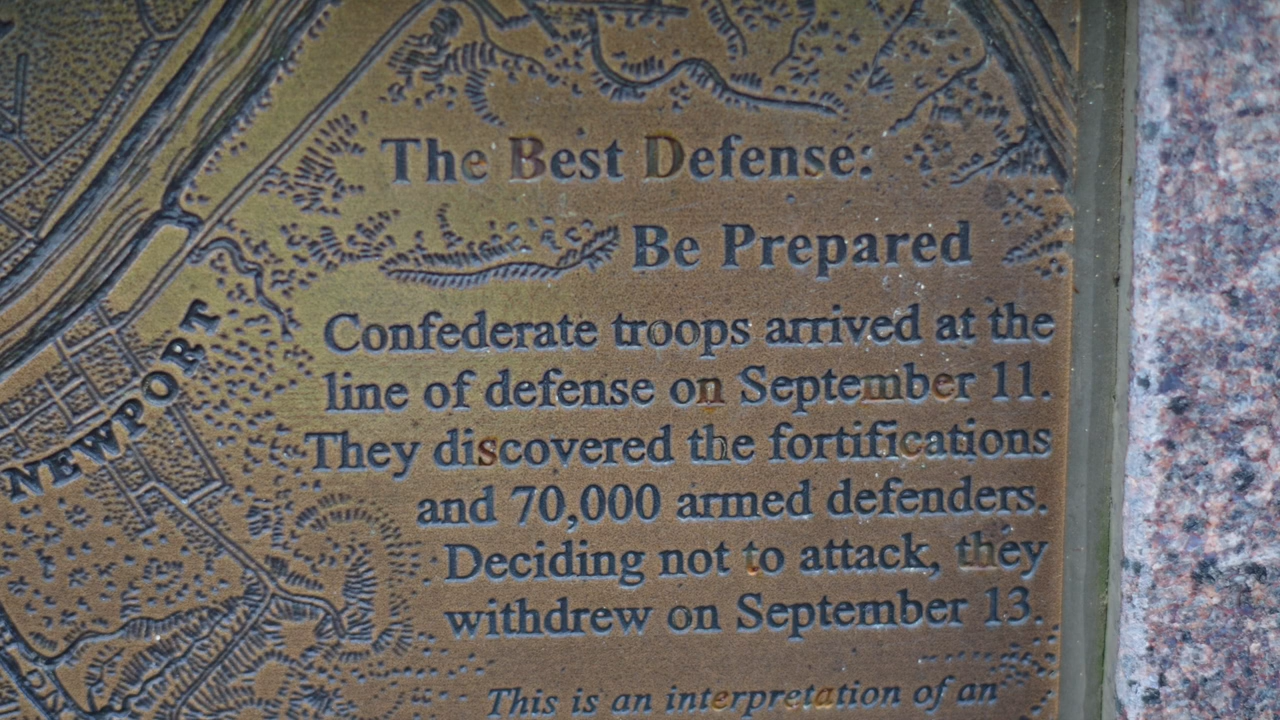 The Best Defense:
Be Prepared
Confederate troops arrived at the
line of defense on September 11.
They discovered the fortifications
and 70,000 armed defenders.
Deciding not to attack, they
withdrew on September 13.
This is an interpretation of an
NEWPORT